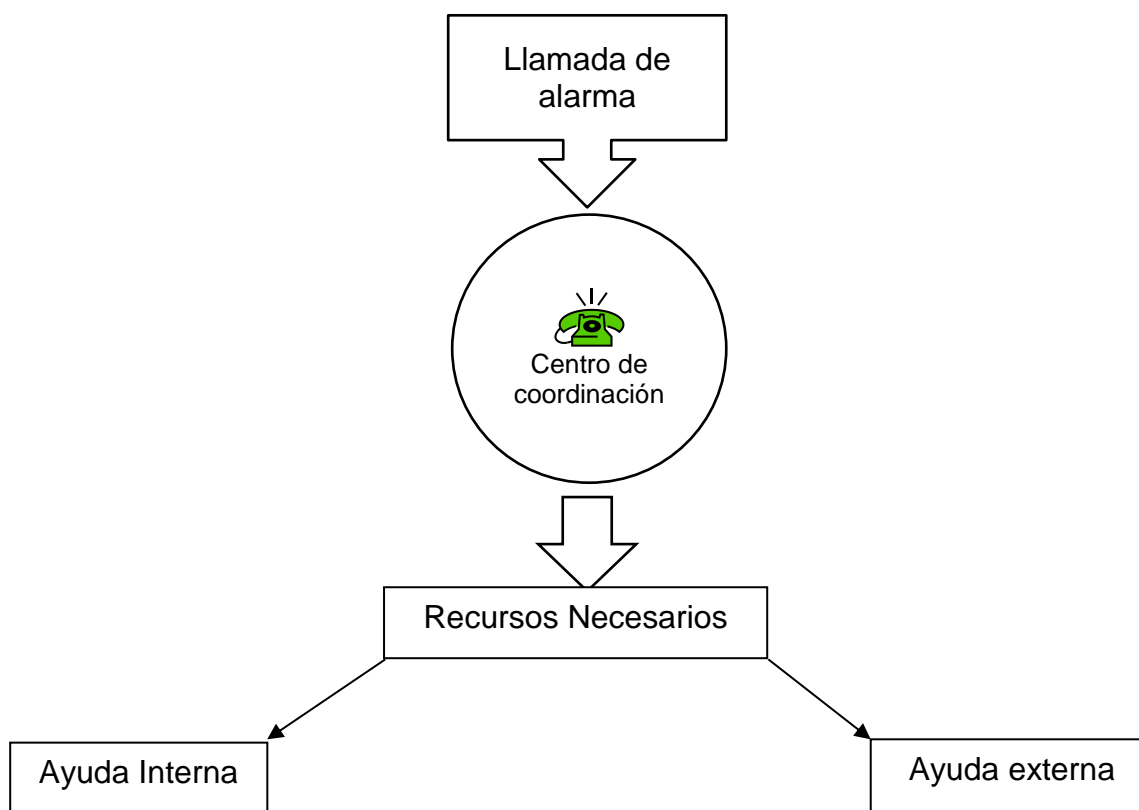 Llamada de
alarma
Centro de
coordinación
Recursos Necesarios
Ayuda Interna
Ayuda externa